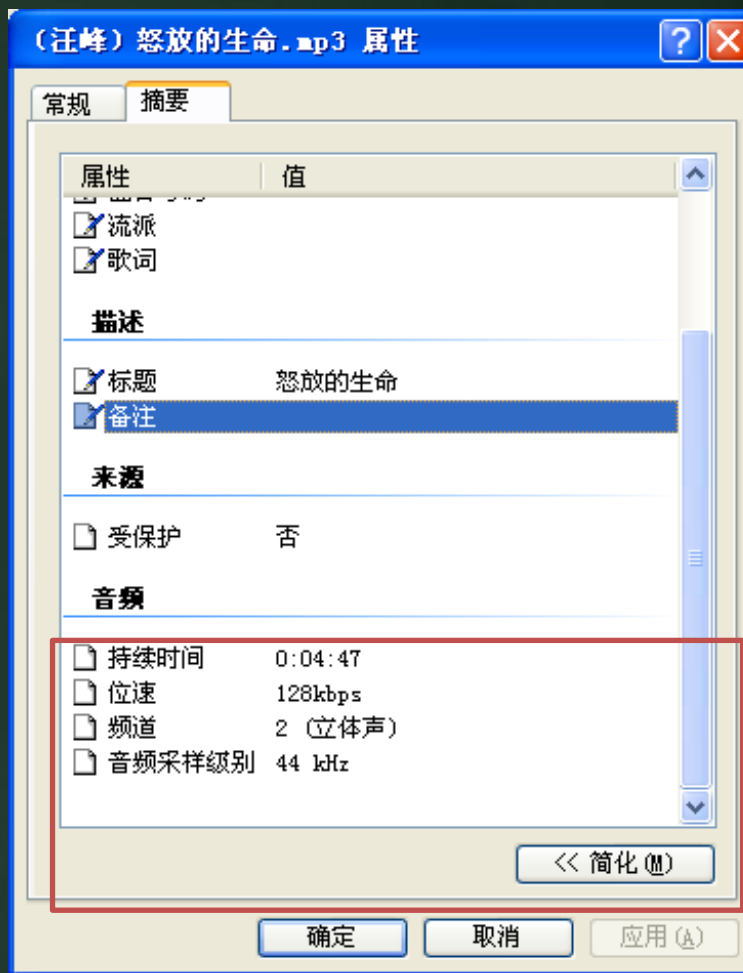 （汪峰）怒放的生命.mp3 属性
常规 摘要
属性 值
流派
歌词
描述
标题 怒放的生命
备注
来源
受保护 否
音频
持续时间 0:04:47
位速 128kbps
频道 2 (立体声)
音频采样级别 44 kHz
<< 简化(M)
确定 取消 应用(A)